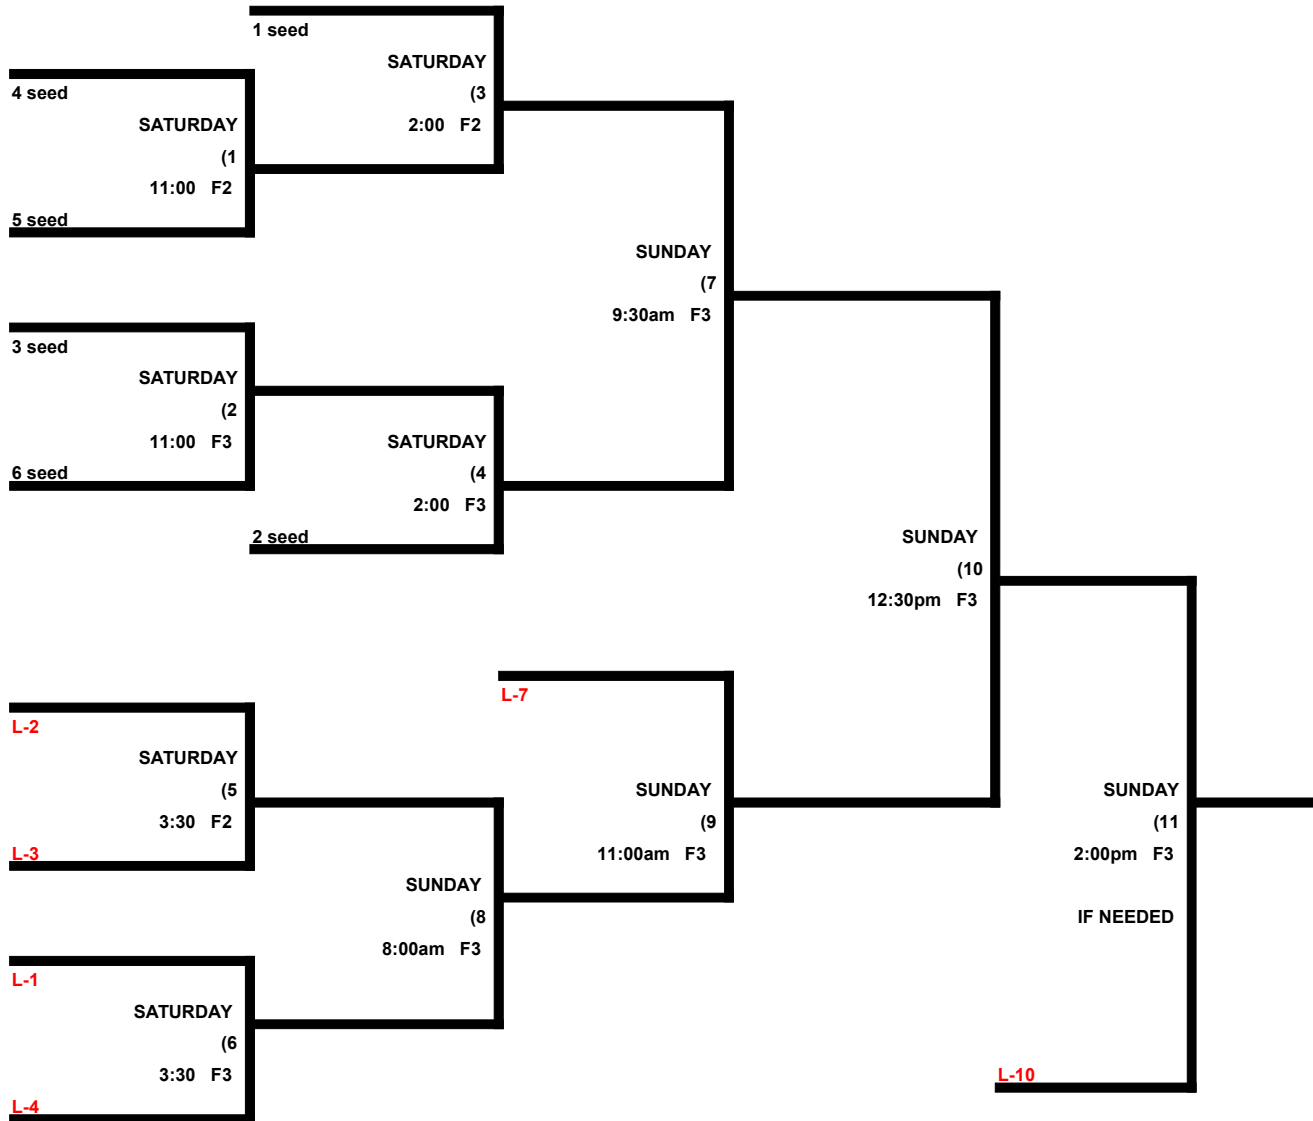 1 seed
SATURDAY
(3
2:00 F2
4 seed
SATURDAY
(1
11:00 F2
5 seed
SUNDAY
(7
9:30am F3
3 seed
SATURDAY
(2
11:00 F3
6 seed
SATURDAY
(4
2:00 F3
2 seed
SUNDAY
(10
12:30pm F3
L-7
L-2
SATURDAY
(5
3:30 F2
L-3
SUNDAY
(9
11:00am F3
SUNDAY
(11
2:00pm F3
IF NEEDED
SUNDAY
(8
8:00am F3
L-1
SATURDAY
(6
3:30 F3
L-4
L-10